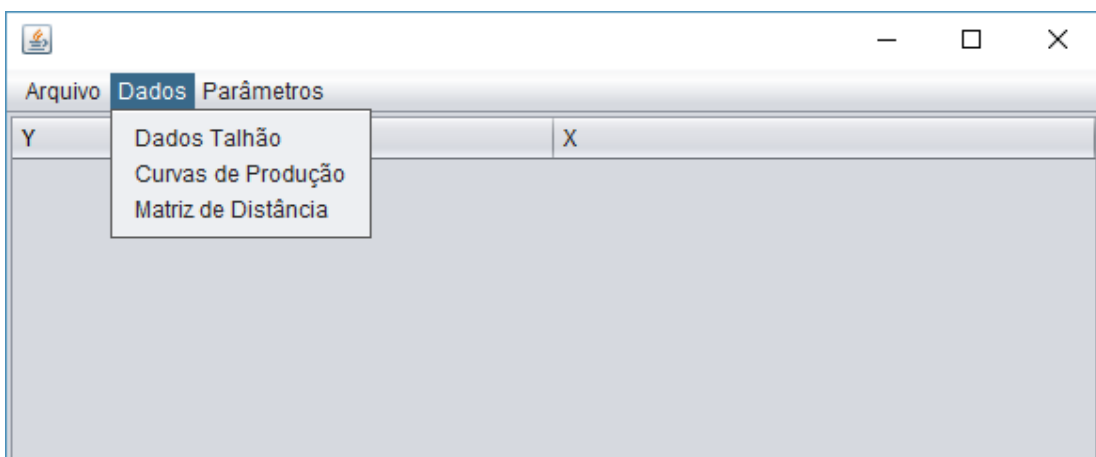 Arquivo Dados Parâmetros
Y X
Dados Talhão
Curvas de Produção
Matriz de Distância